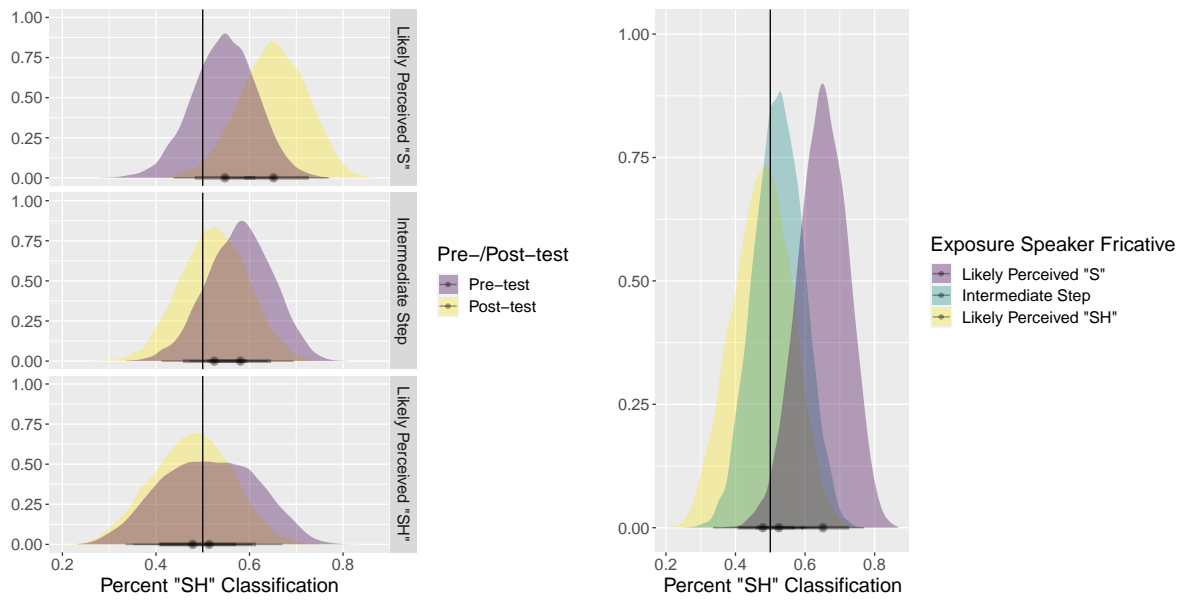 1.00
0.75
0.50
0.25
0.00
Likely Perceived "S"
1.00
0.75
0.50
0.25
0.00
Intermediate Step
1.00
0.75
0.50
0.25
0.00
Likely Perceived "SH"
0.2 0.4 0.6 0.8
Percent "SH" Classification
Pre−/Post−test
Pre−test
Post−test
1.00
0.75
0.50
0.25
0.00
0.2 0.4 0.6 0.8
Percent "SH" Classification
Exposure Speaker Fricative
Likely Perceived "S"
Intermediate Step
Likely Perceived "SH"